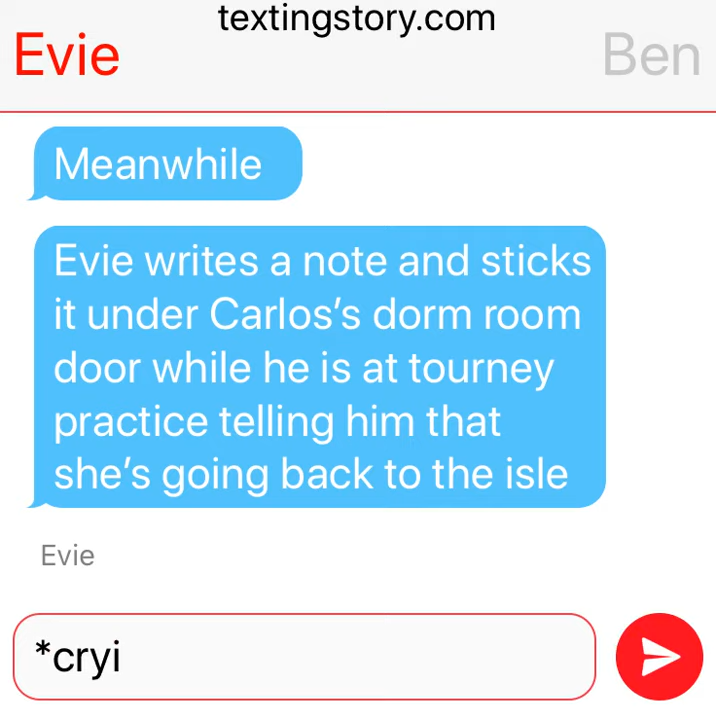 textingstory.com
Evie
Ben
Meanwhile
Evie writes a note and sticks
it under Carlos’s dorm room
door while he is at tourney
practice telling him that
she’s going back to the isle
Evie
*cryi